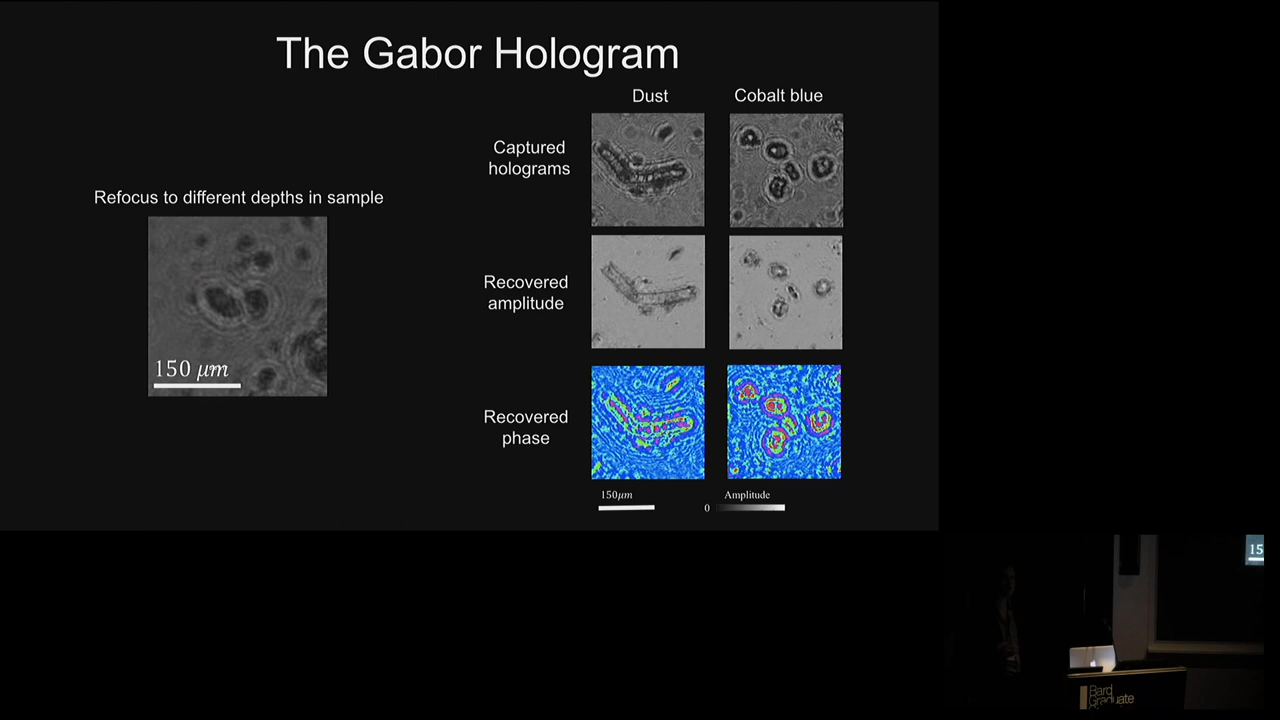 The Gabor Hologram
Refocus to different depths in sample
150 μm
Dust
Cobalt blue
Captured
holograms
Recovered
amplitude
Recovered
phase
150μm
0
Amplitude
15
Bard
Graduate